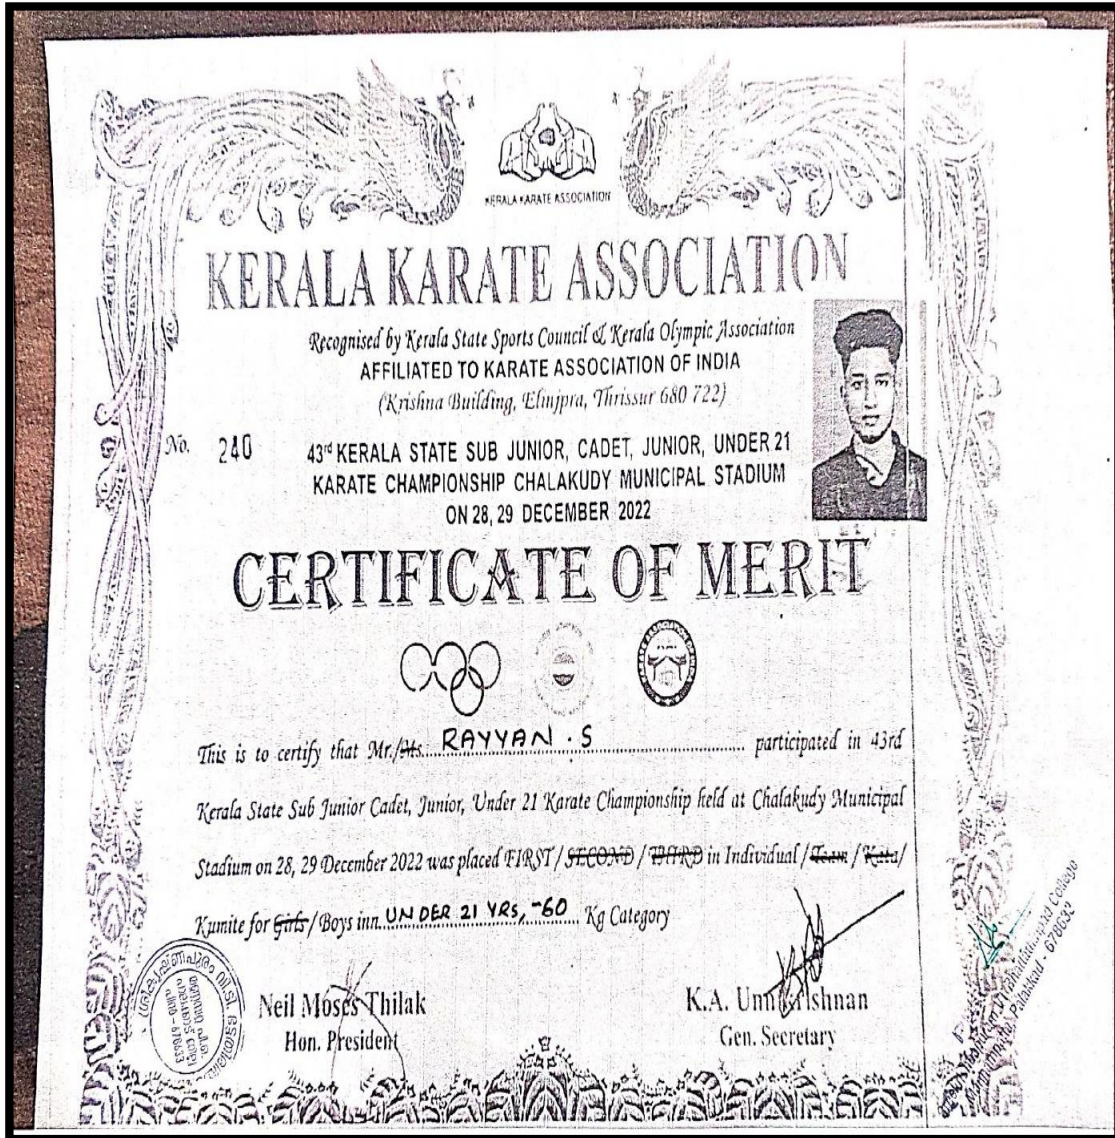 KERALA KARATE ASSOCIATION
KERALA KARATE ASSOCIATION
Recognised by Kerala State Sports Council & Kerala Olympic Association
AFFILIATED TO KARATE ASSOCIATION OF INDIA
(Krishna Building, Elinjpra, Thrissur 680 722)
No. 240
43rd KERALA STATE SUB JUNIOR, CADET, JUNIOR, UNDER 21
KARATE CHAMPIONSHIP CHALAKUDY MUNICIPAL STADIUM
ON 28, 29 DECEMBER 2022
CERTIFICATE OF MERIT
This is to certify that Mr./Ms. RAYYAN . S participated in 43rd
Kerala State Sub Junior Cadet, Junior, Under 21 Karate Championship held at Chalakudy Municipal
Stadium on 28, 29 December 2022 was placed FIRST / SECOND / THIRD in Individual / Team / Kata/
Kumite for Girls / Boys inn UNDER 21 YRS, -60 Kg Category
Neil Moses Thilak
Hon. President
K.A. Unnikrishnan
Gen. Secretary
College
Palakkad - 678633